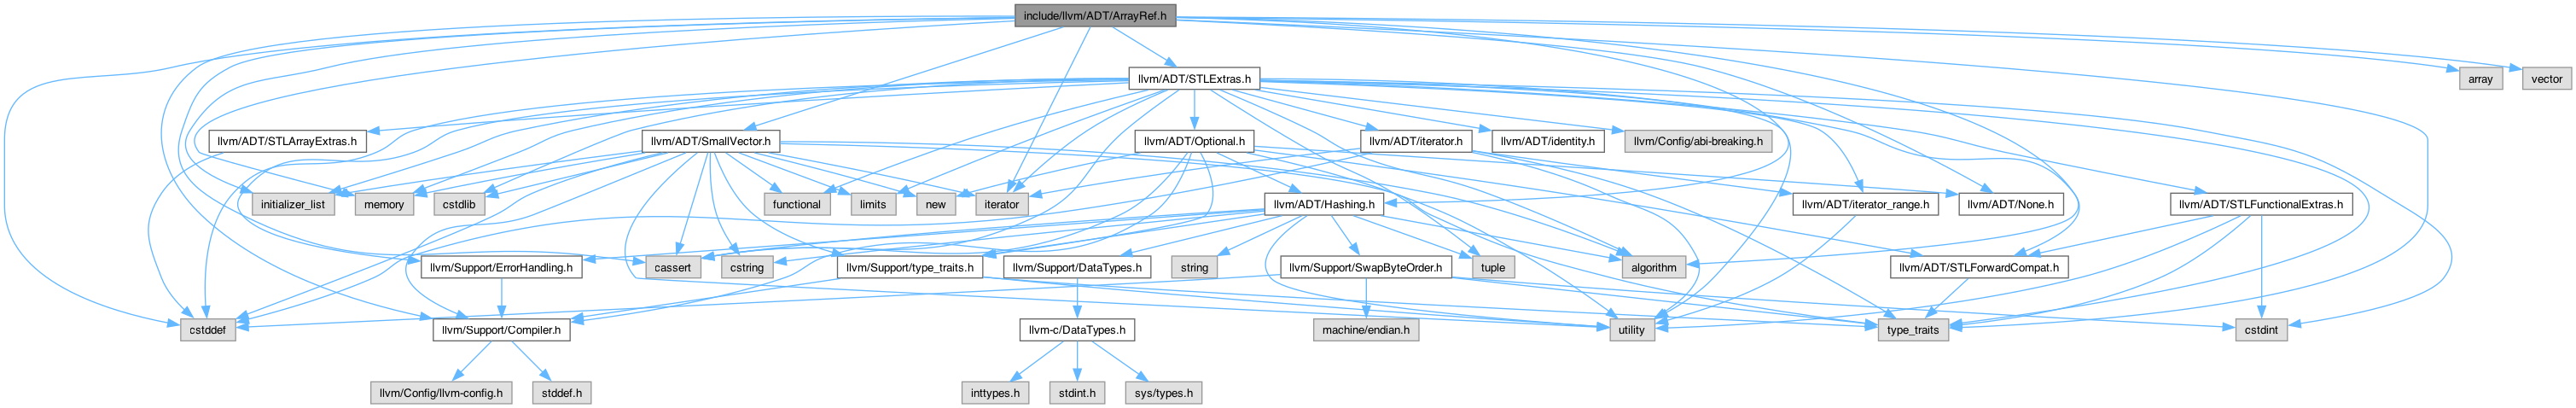 include/llvm/ADT/ArrayRef.h
llvm/ADT/STLExtras.h
array
vector
llvm/ADT/STLArrayExtras.h
llvm/ADT/SmallVector.h
llvm/ADT/Optional.h
llvm/ADT/iterator.h
llvm/ADT/identity.h
llvm/Config/abi-breaking.h
initializer_list
memory
cstdlib
functional
limits
new
iterator
llvm/ADT/Hashing.h
llvm/ADT/iterator_range.h
llvm/ADT/None.h
llvm/ADT/STLFunctionalExtras.h
llvm/Support/ErrorHandling.h
cassert
cstring
llvm/Support/type_traits.h
llvm/Support/DataTypes.h
string
llvm/Support/SwapByteOrder.h
tuple
algorithm
llvm/ADT/STLForwardCompat.h
cstddef
llvm/Support/Compiler.h
llvm-c/DataTypes.h
machine/endian.h
utility
type_traits
cstdint
llvm/Config/llvm-config.h
stddef.h
inttypes.h
stdint.h
sys/types.h